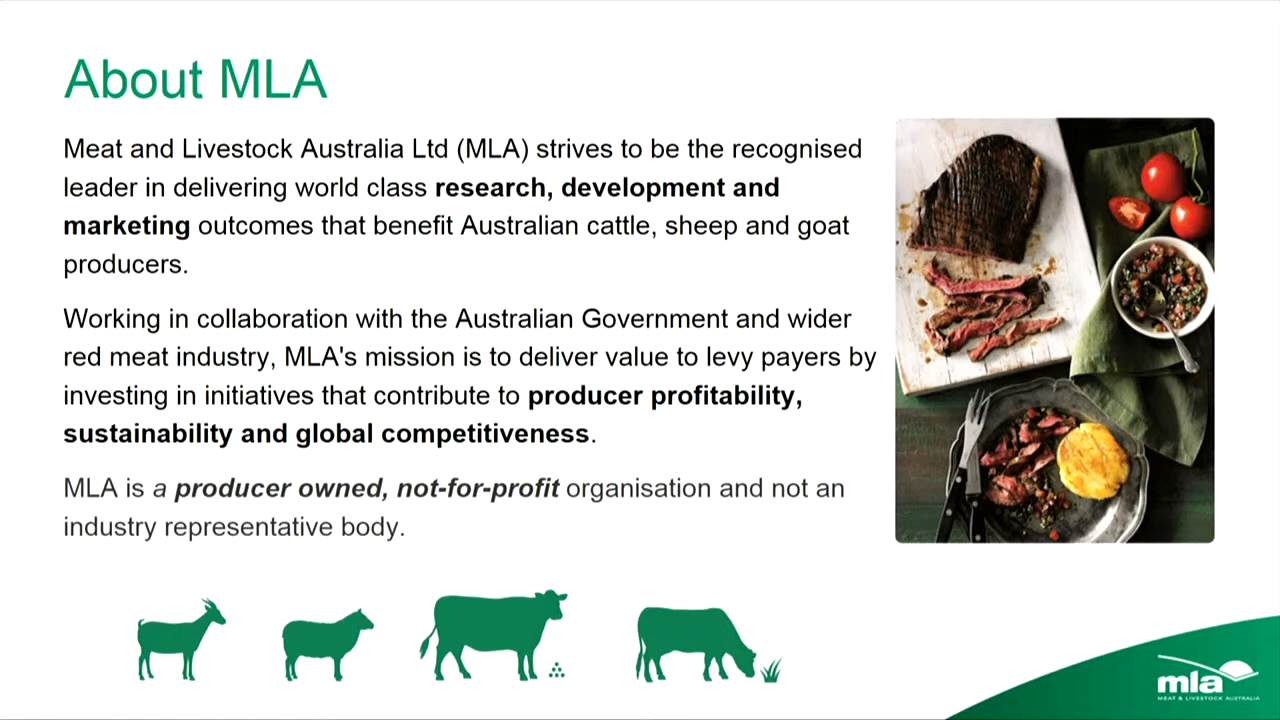 About MLA
Meat and Livestock Australia Ltd (MLA) strives to be the recognised
leader in delivering world class research, development and
marketing outcomes that benefit Australian cattle, sheep and goat
producers.
Working in collaboration with the Australian Government and wider
red meat industry, MLA's mission is to deliver value to levy payers by
investing in initiatives that contribute to producer profitability,
sustainability and global competitiveness.
MLA is a producer owned, not-for-profit organisation and not an
industry representative body.
mla
MEAT & LIVESTOCK AUSTRALIA